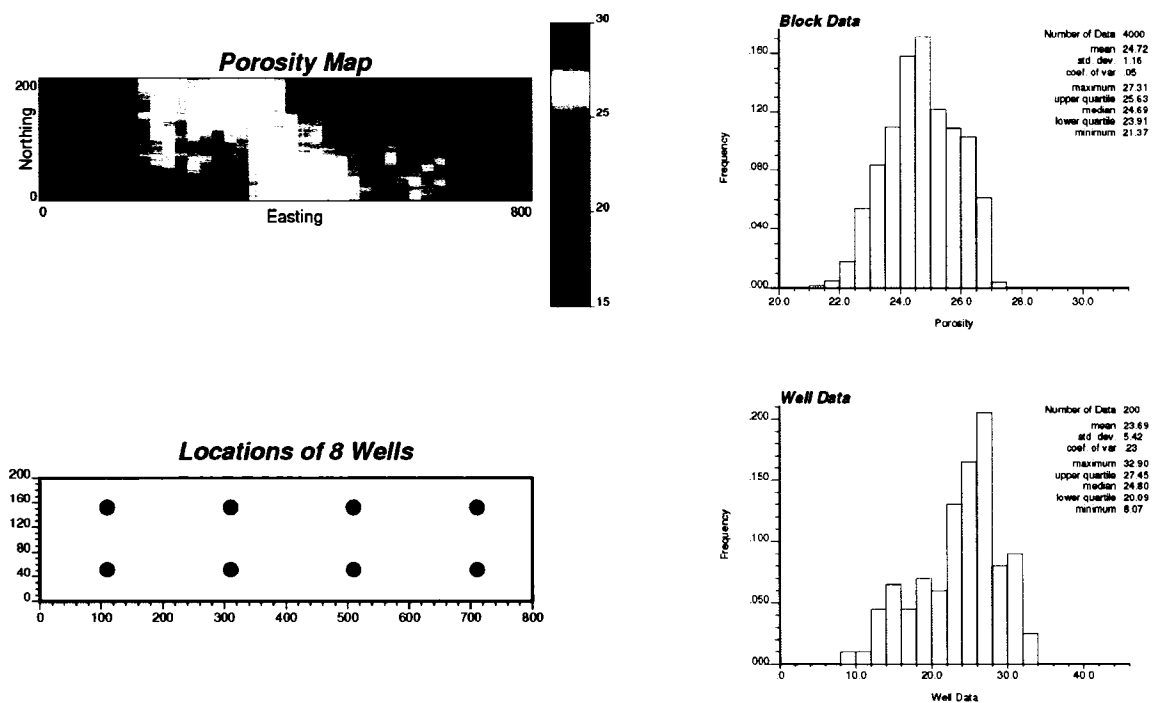 Porosity Map
200
Northing
0
0
Easting
800
30
25
20
15
Block Data
Number of Data 4000
mean 24.72
std. dev. 1.16
coef. of var .05
maximum 27.31
upper quartile 25.63
median 24.69
lower quartile 23.91
minimum 21.37
Frequency
.160
.120
.080
.040
.000
20.0 22.0 24.0 26.0 28.0 30.0
Porosity
Locations of 8 Wells
200
160
120
80
40
0
0 100 200 300 400 500 600 700 800
Well Data
Number of Data 200
mean 23.69
std. dev. 5.42
coef. of var .23
maximum 32.90
upper quartile 27.45
median 24.80
lower quartile 20.09
minimum 8.07
Frequency
.200
.150
.100
.050
.000
.0 10.0 20.0 30.0 40.0
Well Data